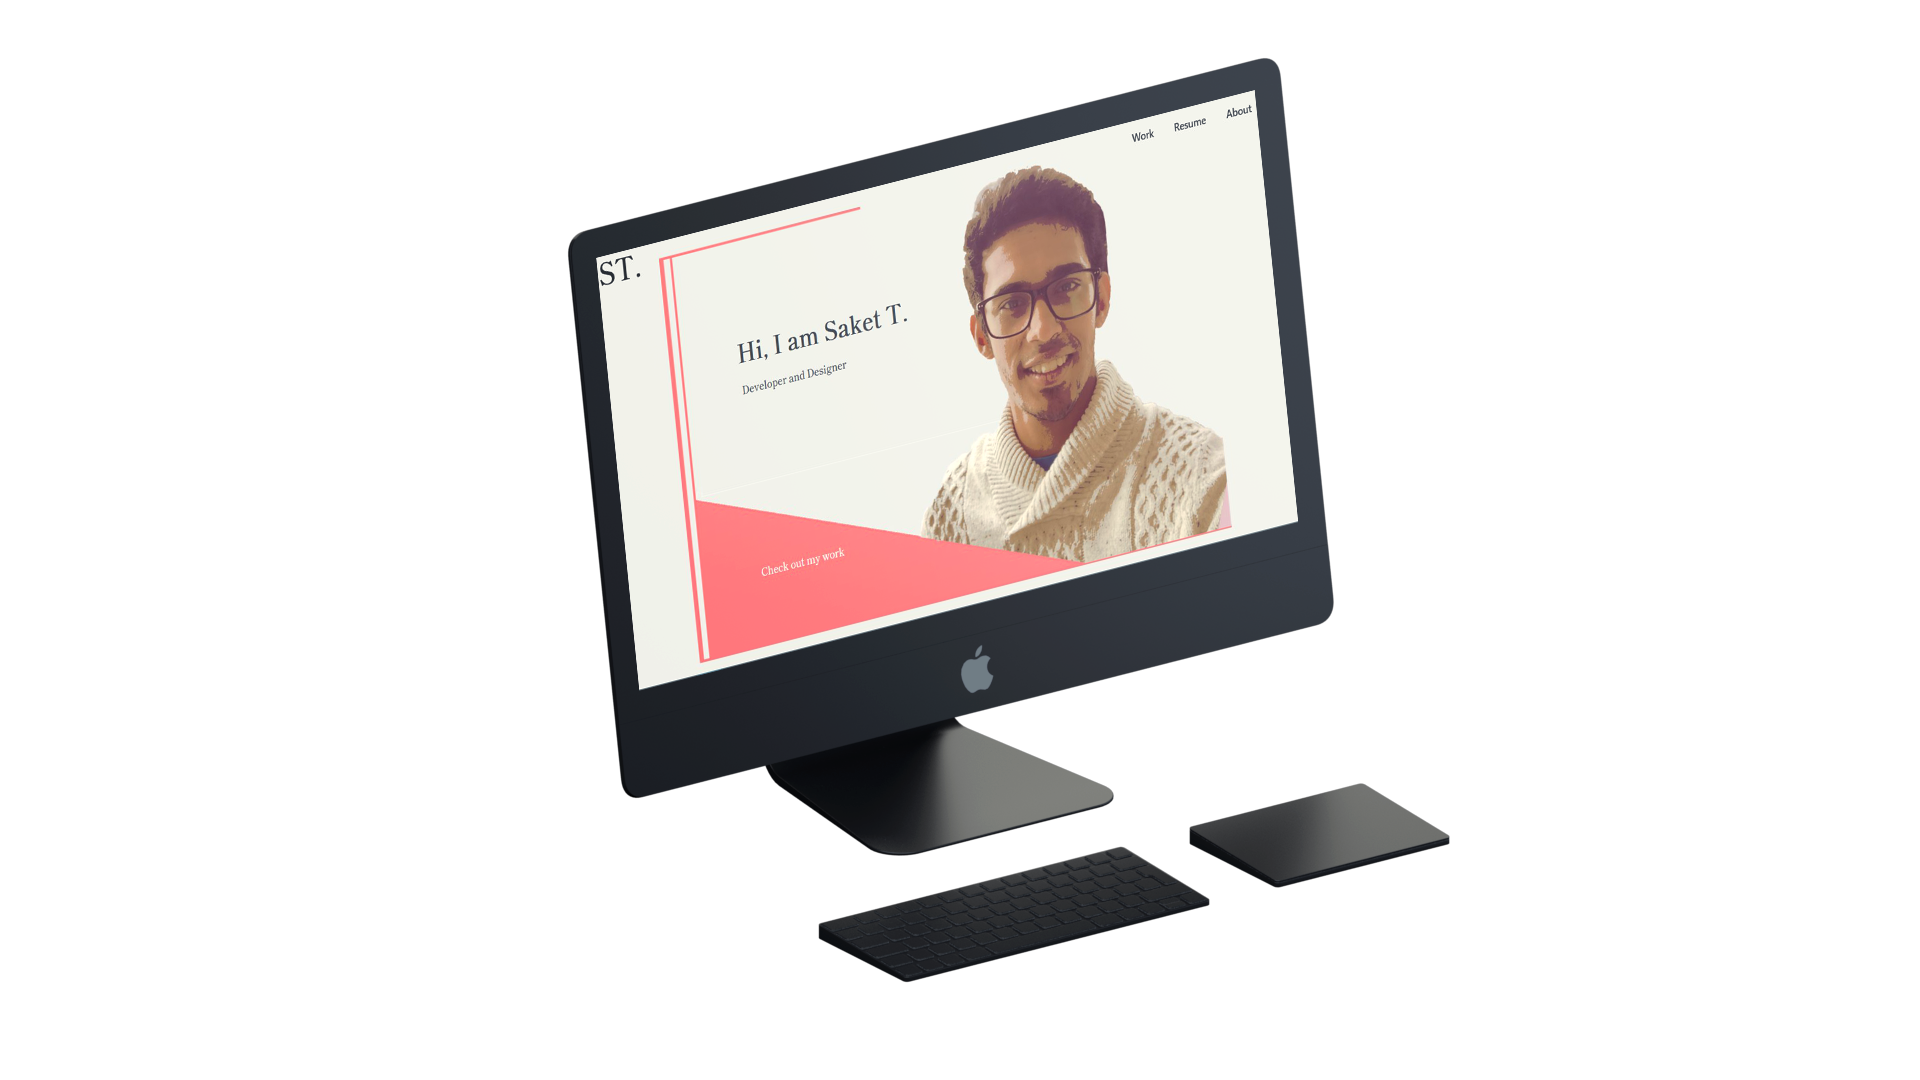 Work Resume About
ST.
Hi, I am Saket T.
Developer and Designer
Check out my work